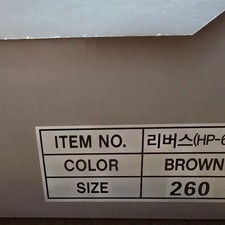 ITEM NO. 리버스(HP-6
COLOR BROWN
SIZE 260